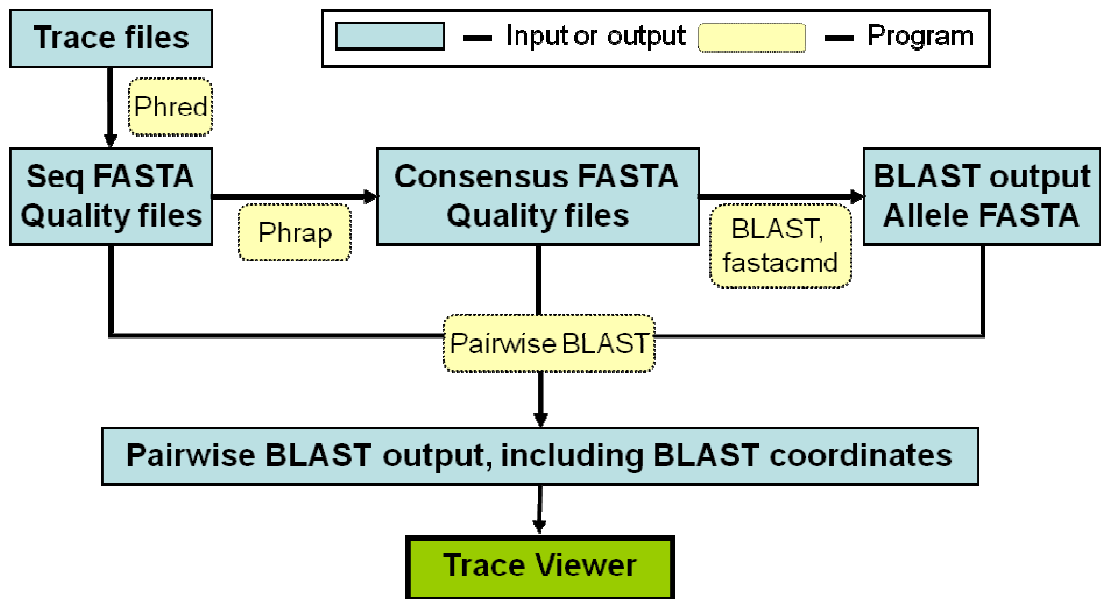 Trace files
Input or output
Program
Phred
Seq FASTA
Quality files
Phrap
Consensus FASTA
Quality files
BLAST,
fastacmd
BLAST output
Allele FASTA
Pairwise BLAST
Pairwise BLAST output, including BLAST coordinates
Trace Viewer